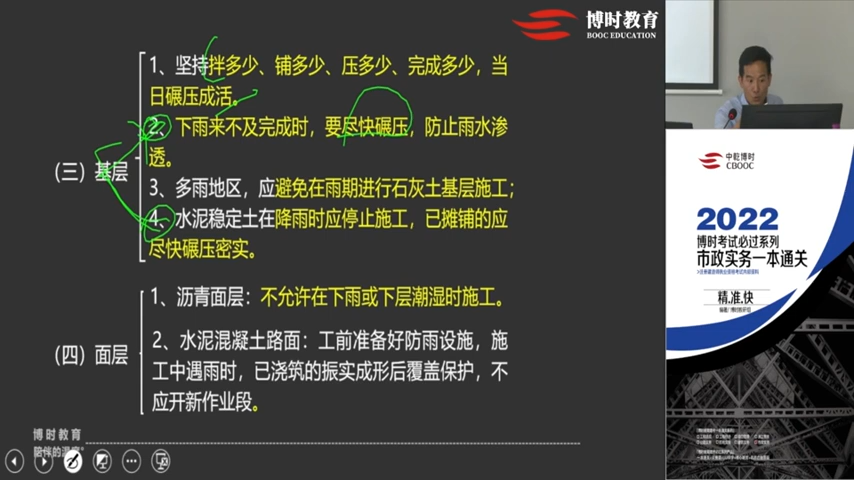 博时教育
BOOC EDUCATION
1、坚持拌多少、铺多少、压多少、完成多少，当
日碾压成活。
2、下雨来不及完成时，要尽快碾压，防止雨水渗
透。
（三）基层
3、多雨地区，应避免在雨期进行石灰土基层施工；
4、水泥稳定土在降雨时应停止施工，已摊铺的应
尽快碾压密实。
1、沥青面层：不允许在下雨或下层潮湿时施工。
（四）面层
2、水泥混凝土路面：工前准备好防雨设施，施
工中遇雨时，已浇筑的振实成形后覆盖保护，不
应开新作业段。
博时教育
陪伴的温度
中乾博时
CBOOC
2022
博时考试必过系列
市政实务一本通关
精.准.快